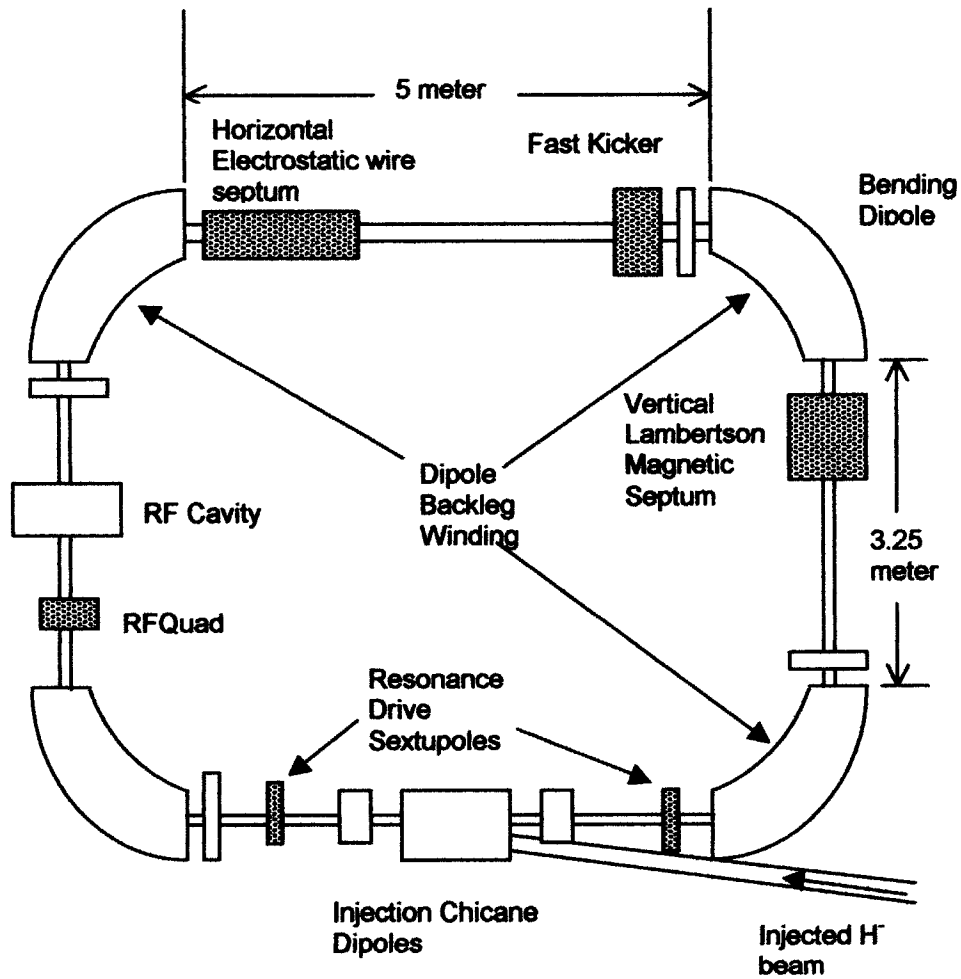 5 meter
Horizontal
Electrostatic wire
septum
Fast Kicker
Bending
Dipole
Vertical
Lambertson
Magnetic
Septum
Dipole
Backleg
Winding
RF Cavity
3.25
meter
RFQuad
Resonance
Drive
Sextupoles
Injection Chicane
Dipoles
Injected H⁻
beam